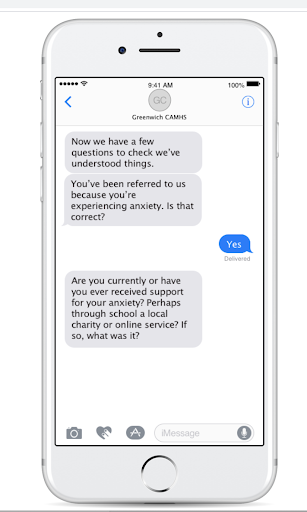 9:41 AM
100%
GC
Greenwich CAMHS
Now we have a few
questions to check we've
understood things.
You've been referred to us
because you're
experiencing anxiety. Is that
correct?
Yes
Delivered
Are you currently or have
you ever received support
for your anxiety? Perhaps
through school a local
charity or online service? If
so, what was it?
iMessage